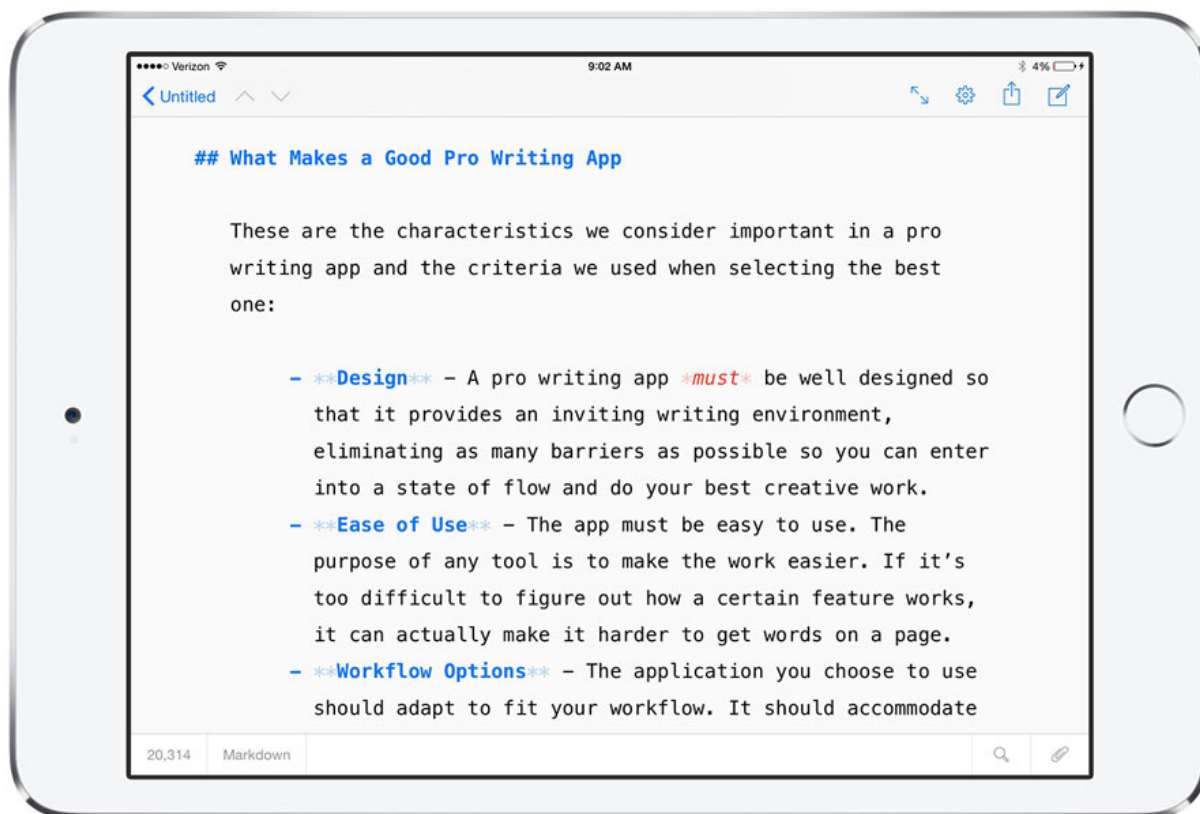 Verizon 9:02 AM 4%
Untitled
## What Makes a Good Pro Writing App
These are the characteristics we consider important in a pro
writing app and the criteria we used when selecting the best
one:
– **Design** – A pro writing app *must* be well designed so
that it provides an inviting writing environment,
eliminating as many barriers as possible so you can enter
into a state of flow and do your best creative work.
– **Ease of Use** – The app must be easy to use. The
purpose of any tool is to make the work easier. If it’s
too difficult to figure out how a certain feature works,
it can actually make it harder to get words on a page.
– **Workflow Options** – The application you choose to use
should adapt to fit your workflow. It should accommodate
20,314 Markdown